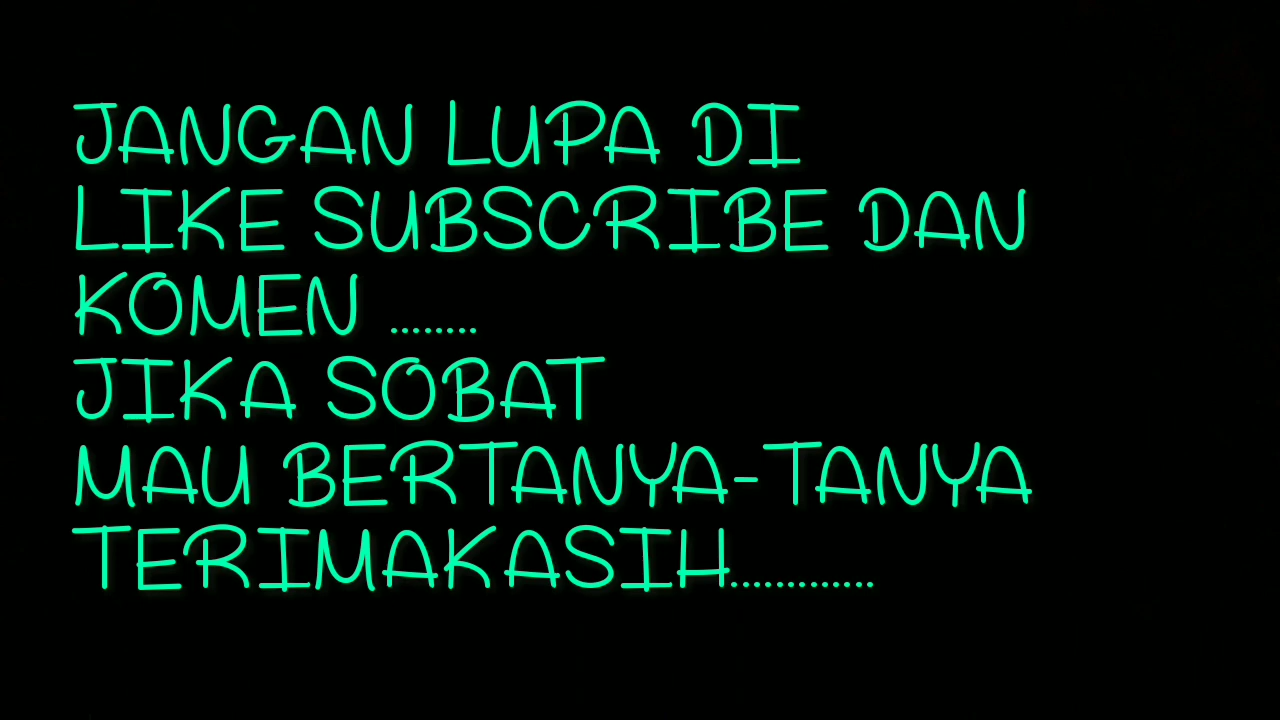 JANGAN LUPA DI
LIKE SUBSCRIBE DAN
KOMEN ........
JIKA SOBAT
MAU BERTANYA-TANYA
TERIMAKASIH.............